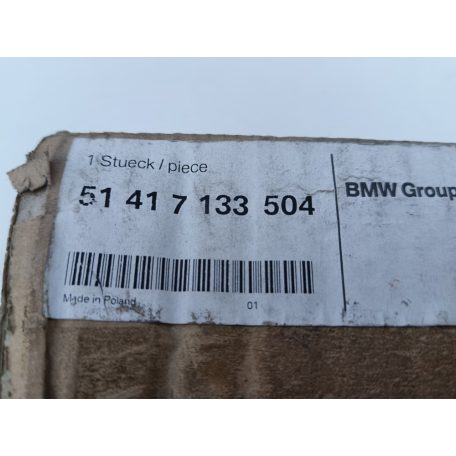 1 Stueck / piece
51 41 7 133 504
BMW Group
Made in Poland
01